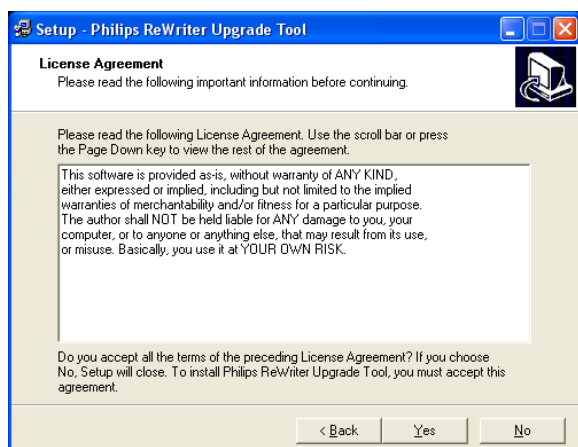 Setup - Philips ReWriter Upgrade Tool
License Agreement
Please read the following important information before continuing.
Please read the following License Agreement. Use the scroll bar or press
the Page Down key to view the rest of the agreement.
This software is provided as-is, without warranty of ANY KIND,
either expressed or implied, including but not limited to the implied
warranties of merchantability and/or fitness for a particular purpose.
The author shall NOT be held liable for ANY damage to you, your
computer, or to anyone or anything else, that may result from its use,
or misuse. Basically, you use it at YOUR OWN RISK.
Do you accept all the terms of the preceding License Agreement? If you choose
No, Setup will close. To install Philips ReWriter Upgrade Tool, you must accept this
agreement.
< Back Yes No